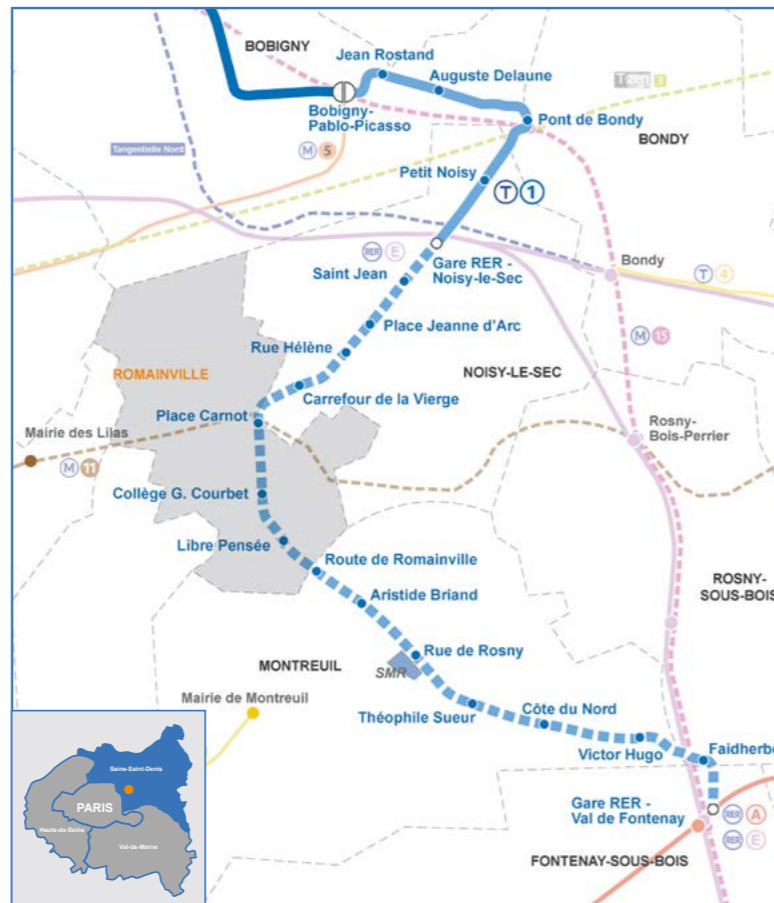 BOBIGNY
Jean Rostand
Auguste Delaune
T zen 3
Bobigny-
Pablo-Picasso
Pont de Bondy
BONDY
Tangentielle Nord
M 5
Petit Noisy
T 1
RER E
Gare RER -
Noisy-le-Sec
Bondy
T 4
Saint Jean
Place Jeanne d'Arc
M 15
Rue Hélène
ROMAINVILLE
NOISY-LE-SEC
Carrefour de la Vierge
Place Carnot
Mairie des Lilas
Rosny-
Bois-Perrier
M 11
Collège G. Courbet
Libre Pensée
Route de Romainville
ROSNY-
SOUS-BOIS
Aristide Briand
Rue de Rosny
MONTREUIL
SMR
Mairie de Montreuil
Théophile Sueur
Côte du Nord
Victor Hugo
Faidherbe
Seine-Saint-Denis
PARIS
Hauts-de-Seine
Val-de-Marne
Gare RER -
Val de Fontenay
RER A
RER E
FONTENAY-SOUS-BOIS